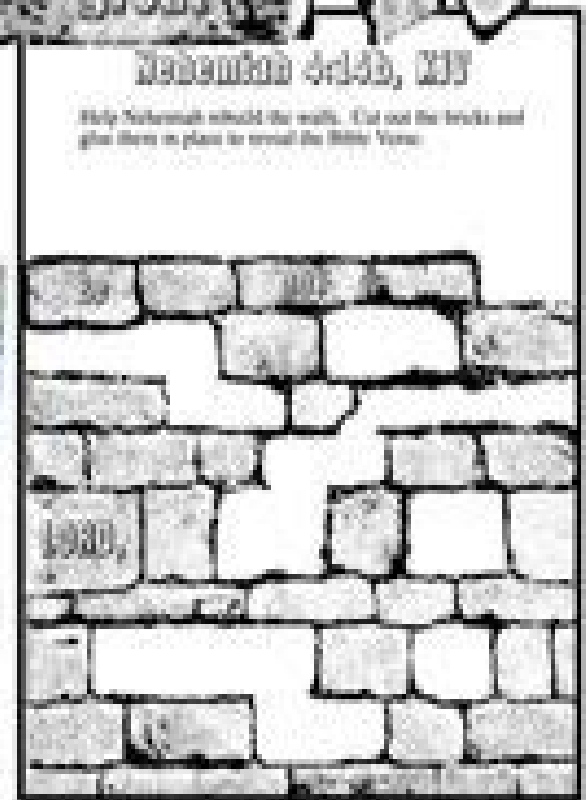 Nehemiah 4:14b, NIV
Help Nehemiah rebuild the walls. Cut out the bricks and
glue them in place to reveal the Bible Verse.
LORD,